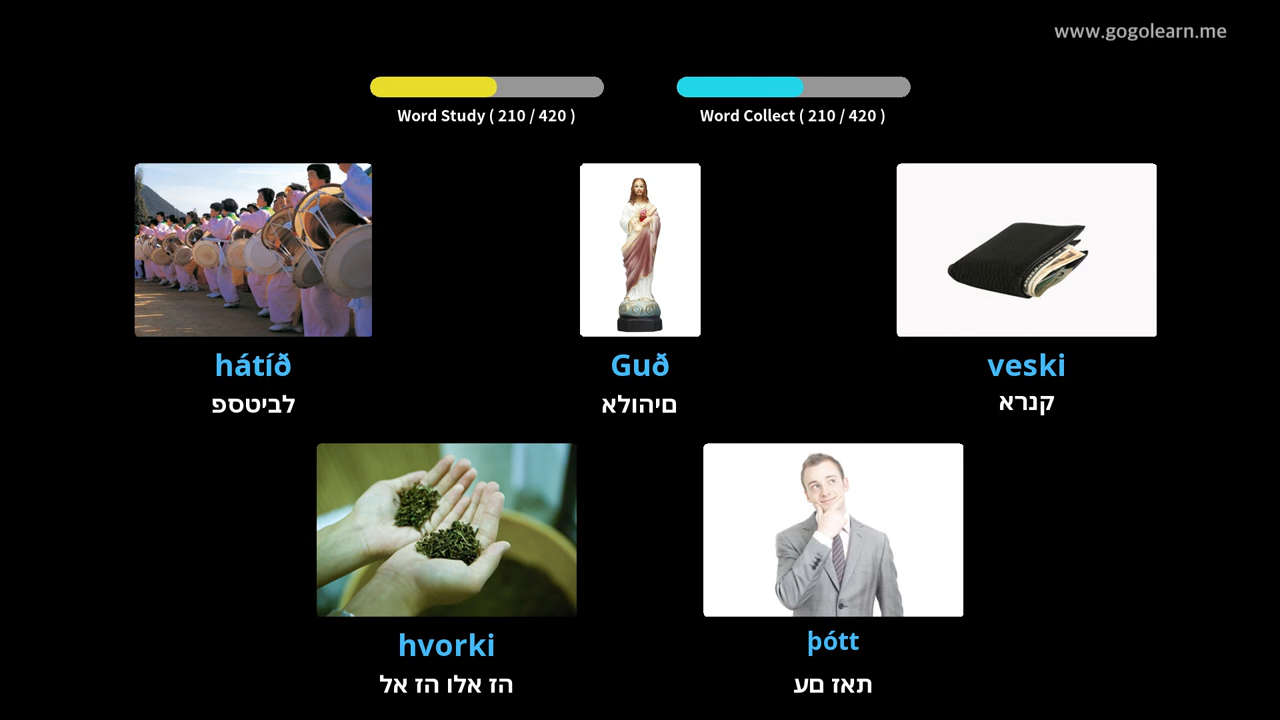 www.gogolearn.me
Word Study ( 210 / 420 )
Word Collect ( 210 / 420 )
hátíð
Guð
veski
פסטיבל
אלוהים
ארנק
hvorki
þótt
לא זה ולא זה
עם זאת